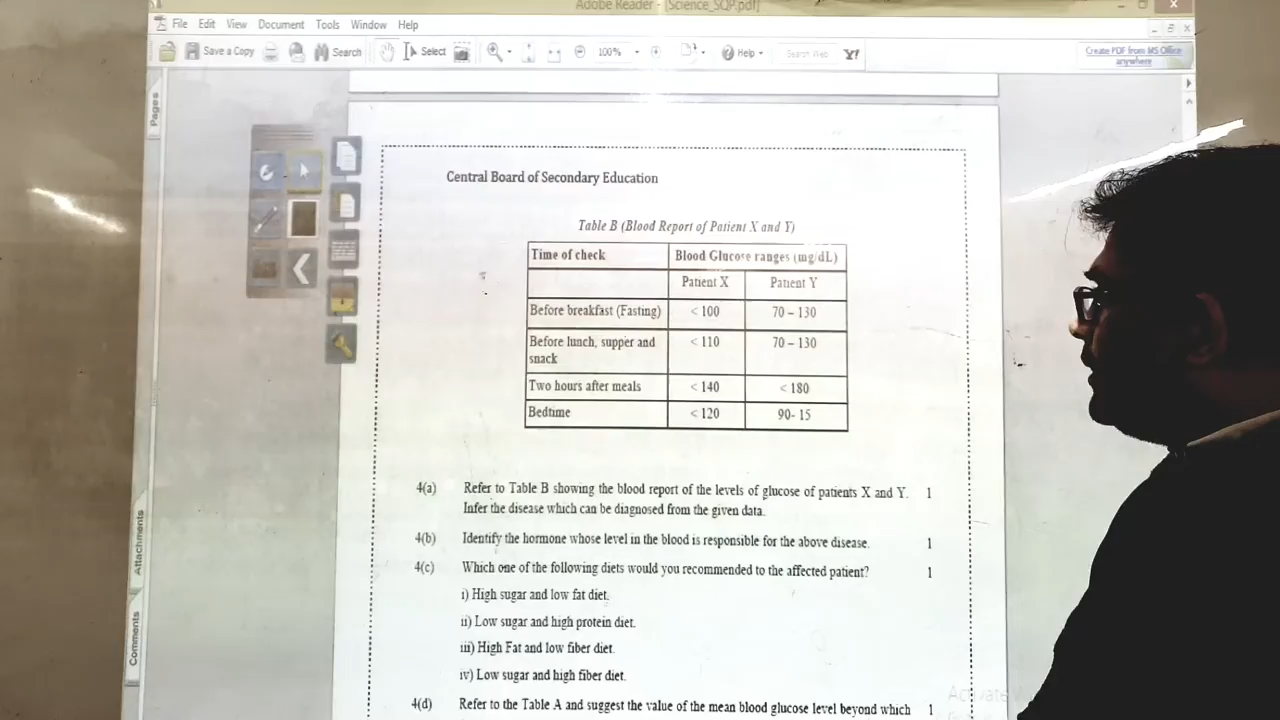 Adobe Reader - [Science_SQP.pdf]
File Edit View Document Tools Window Help
Save a Copy Search Select 100% Help Search Web Y!
Create PDF from MS Office
anywhere
Pages
Central Board of Secondary Education
Table B (Blood Report of Patient X and Y)
Time of check Blood Glucose ranges (mg/dL)
Patient X Patient Y
Before breakfast (Fasting) < 100 70 – 130
Before lunch, supper and
snack < 110 70 – 130
Two hours after meals < 140 < 180
Bedtime < 120 90- 15
4(a) Refer to Table B showing the blood report of the levels of glucose of patients X and Y. 1
Infer the disease which can be diagnosed from the given data.
4(b) Identify the hormone whose level in the blood is responsible for the above disease. 1
4(c) Which one of the following diets would you recommended to the affected patient? 1
i) High sugar and low fat diet.
ii) Low sugar and high protein diet.
iii) High Fat and low fiber diet.
iv) Low sugar and high fiber diet.
4(d) Refer to the Table A and suggest the value of the mean blood glucose level beyond which 1
Attachments
Comments